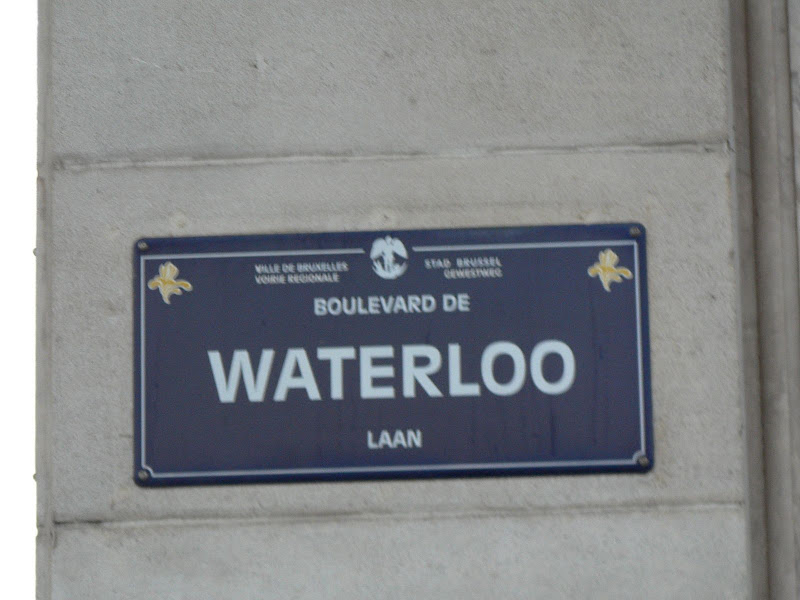 VILLE DE BRUXELLES
VOIRIE REGIONALE
STAD BRUSSEL
GEWESTWEG
BOULEVARD DE
WATERLOO
LAAN